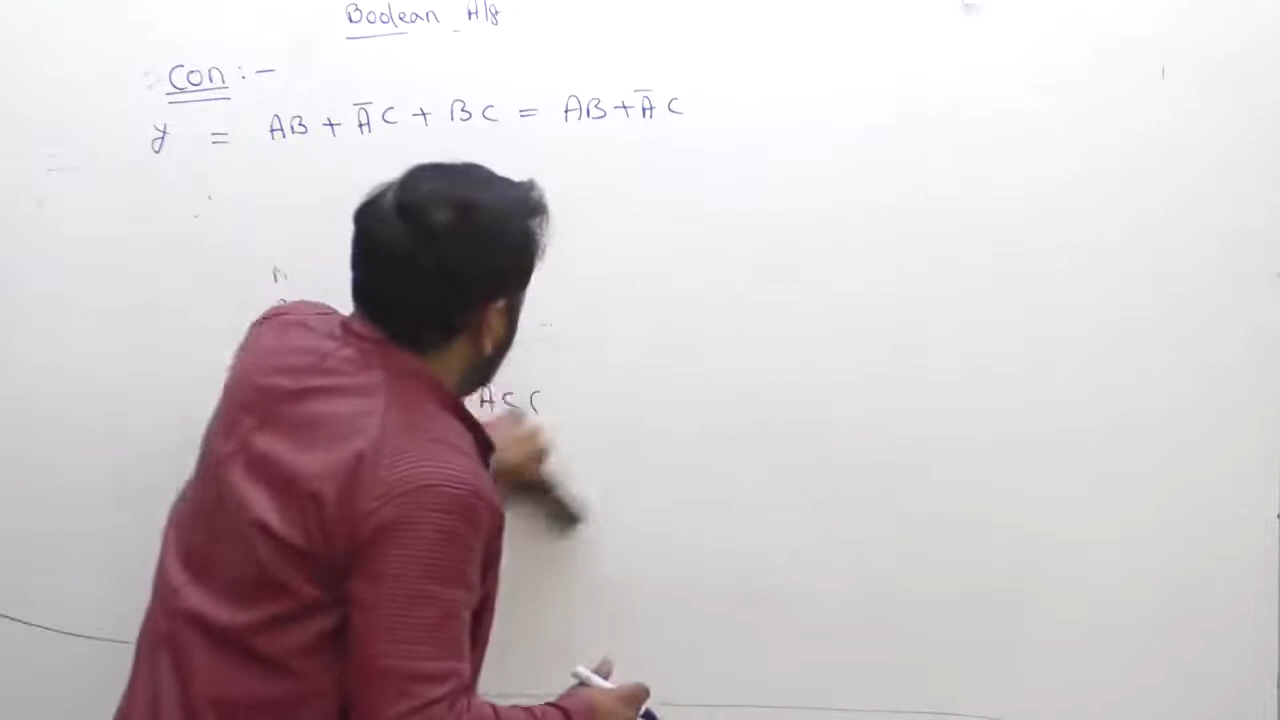 Boolean Alg
Con :-
y = AB + A̅C + BC = AB + A̅C